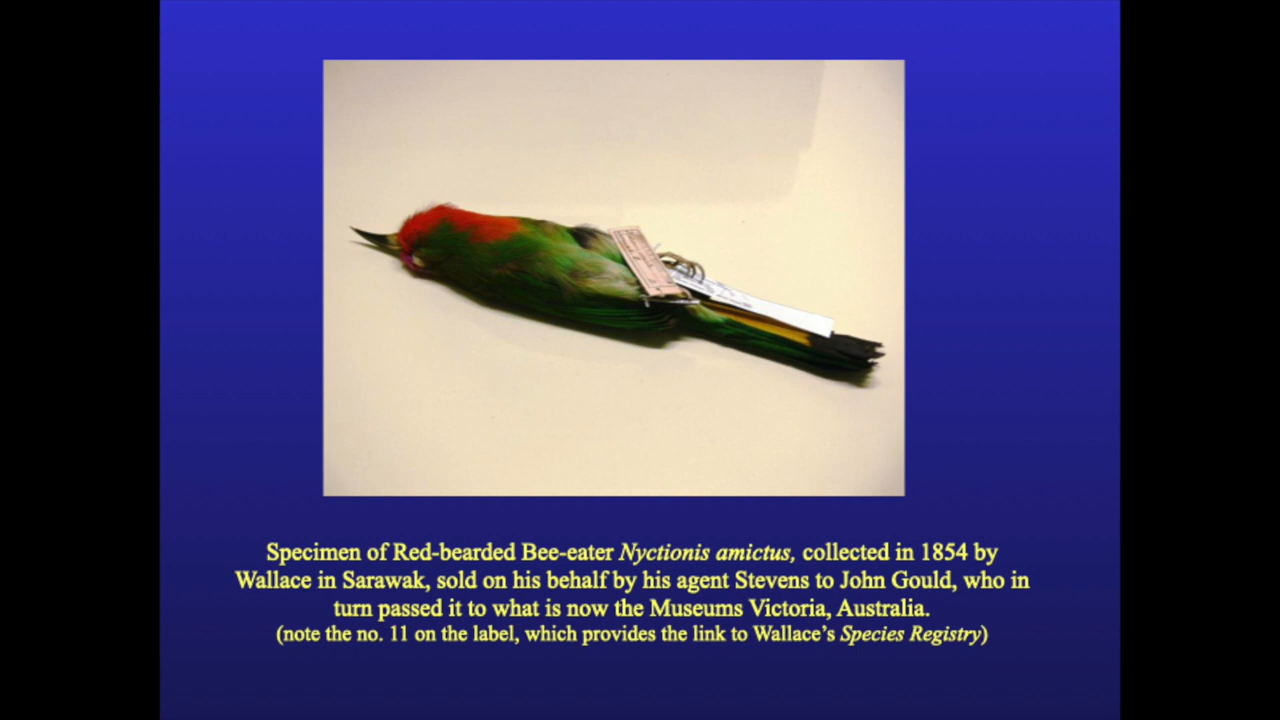 Specimen of Red-bearded Bee-eater Nyctionis amictus, collected in 1854 by
Wallace in Sarawak, sold on his behalf by his agent Stevens to John Gould, who in
turn passed it to what is now the Museums Victoria, Australia.
(note the no. 11 on the label, which provides the link to Wallace's Species Registry)